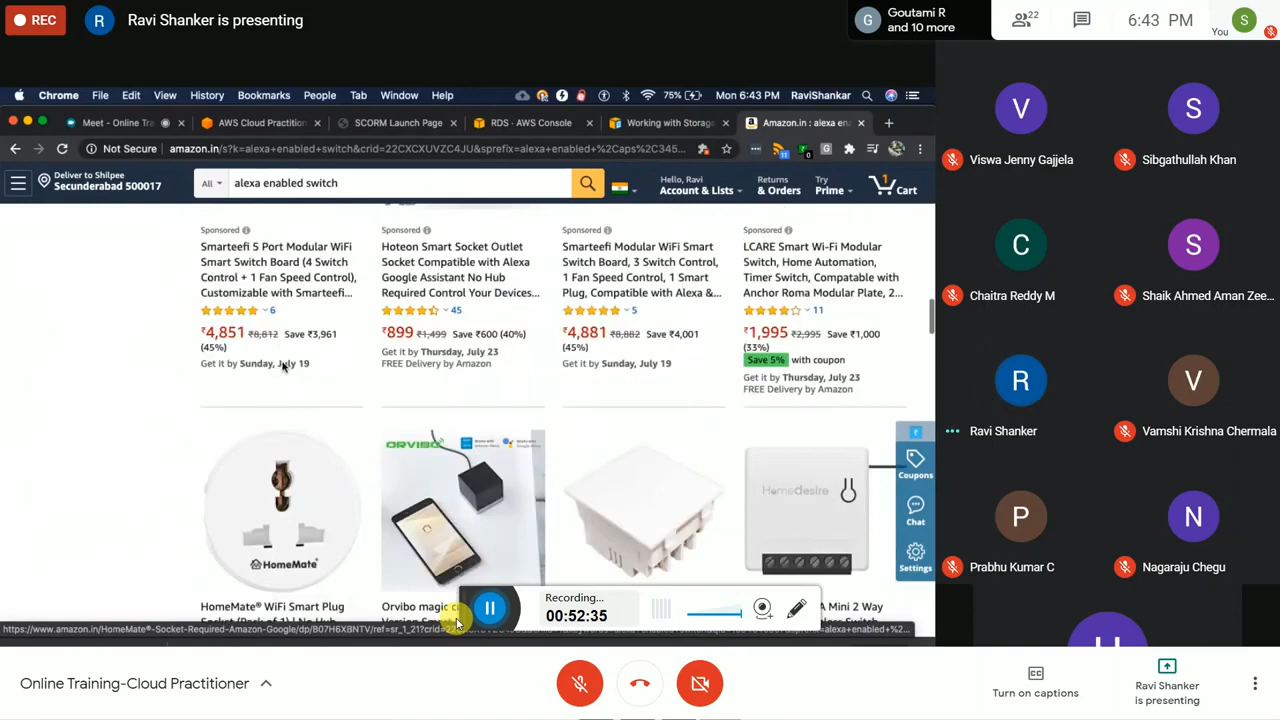 REC
R
Ravi Shanker is presenting
G
Goutami R
and 10 more
22
6:43 PM
You
S
Chrome File Edit View History Bookmarks People Tab Window Help
75%
Mon 6:43 PM RaviShankar
Meet - Online Tra
AWS Cloud Practition
SCORM Launch Page
RDS - AWS Console
Working with Storag
Amazon.in : alexa en
Not Secure
amazon.in/s?k=alexa+enabled+switch&crid=22CXCXUVZC4JU&sprefix=alexa+enabled+%2Caps%2C345...
Deliver to Shilpee
Secunderabad 500017
All
alexa enabled switch
Hello, Ravi
Account & Lists
Returns
& Orders
Try
Prime
1
Cart
Sponsored
Smarteefi 5 Port Modular WiFi
Smart Switch Board (4 Switch
Control + 1 Fan Speed Control),
Customizable with Smarteefi...
6
₹4,851 ₹8,812 Save ₹3,961
(45%)
Get it by Sunday, July 19
Sponsored
Hoteon Smart Socket Outlet
Socket Compatible with Alexa
Google Assistant No Hub
Required Control Your Devices...
45
₹899 ₹1,499 Save ₹600 (40%)
Get it by Thursday, July 23
FREE Delivery by Amazon
Sponsored
Smarteefi Modular WiFi Smart
Switch Board, 3 Switch Control,
1 Fan Speed Control, 1 Smart
Plug, Compatible with Alexa &...
5
₹4,881 ₹8,882 Save ₹4,001
(45%)
Get it by Sunday, July 19
Sponsored
LCARE Smart Wi-Fi Modular
Switch, Home Automation,
Timer Switch, Compatable with
Anchor Roma Modular Plate, 2...
11
₹1,995 ₹2,995 Save ₹1,000
(33%)
Save 5% with coupon
Get it by Thursday, July 23
FREE Delivery by Amazon
HomeMate
ORVIBO
Homedesire
Coupons
Chat
Settings
HomeMate® WiFi Smart Plug
Orvibo magic c
A Mini 2 Way
Recording...
00:52:35
https://www.amazon.in/HomeMate®-Socket-Required-Amazon-Google/dp/B07H6XBNTV/ref=sr_1_21?crid=
V
Viswa Jenny Gajjela
S
Sibgathullah Khan
C
Chaitra Reddy M
S
Shaik Ahmed Aman Zee...
R
Ravi Shanker
V
Vamshi Krishna Chermala
P
Prabhu Kumar C
N
Nagaraju Chegu
Online Training-Cloud Practitioner
Turn on captions
Ravi Shanker
is presenting